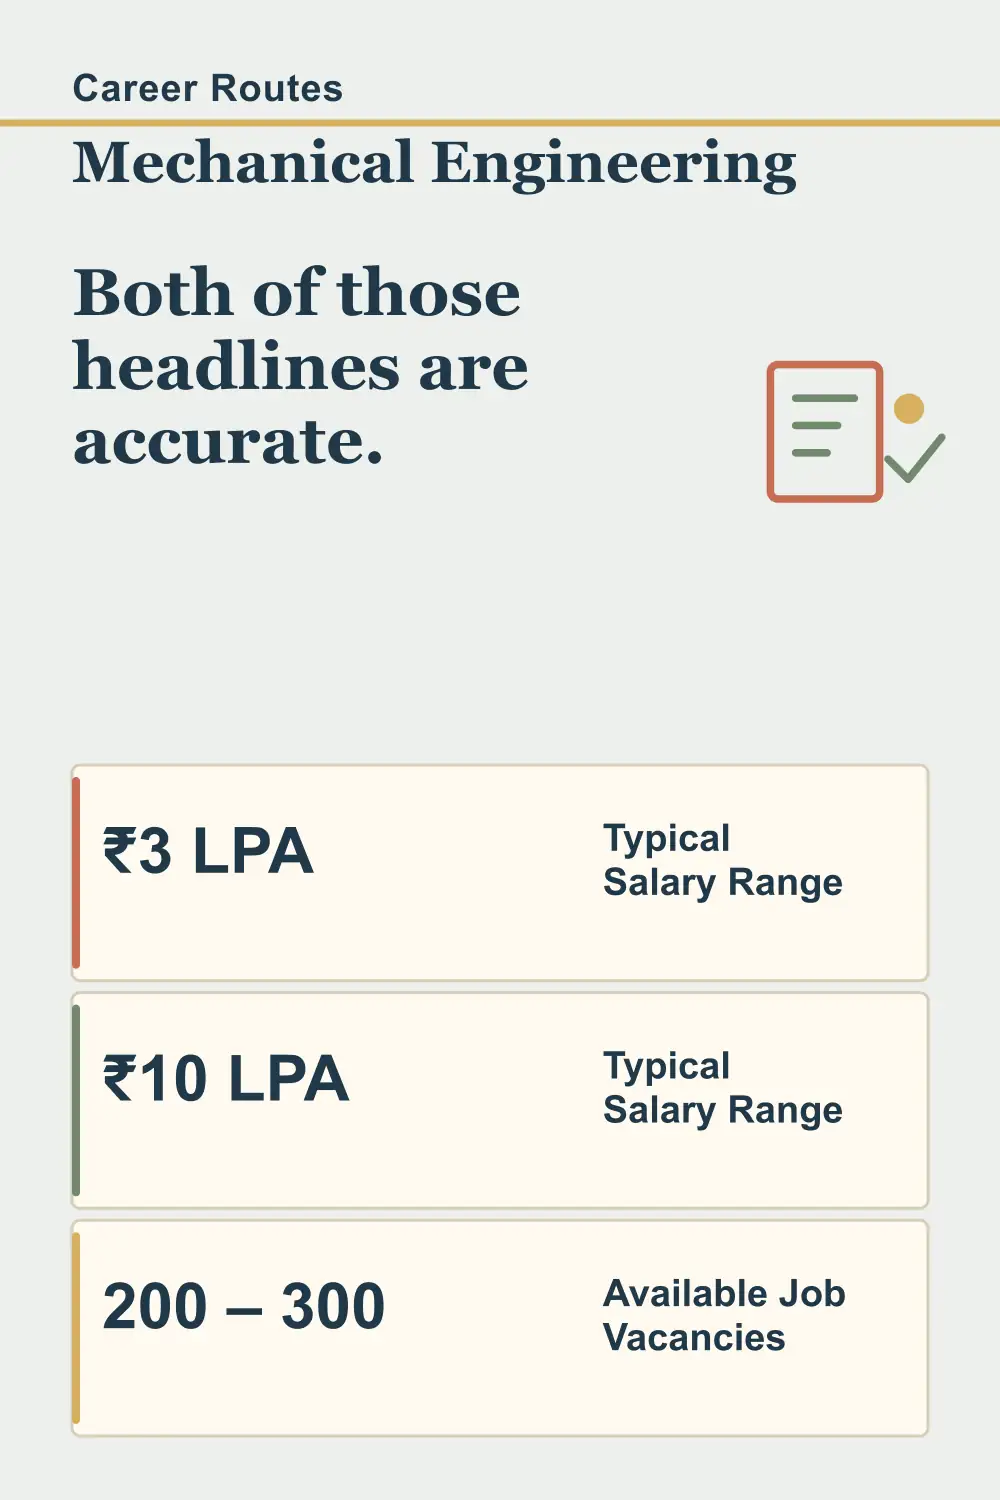 Career Routes
Mechanical Engineering
Both of those
headlines are
accurate.
₹3 LPA
Typical
Salary Range
₹10 LPA
Typical
Salary Range
200 – 300
Available Job
Vacancies